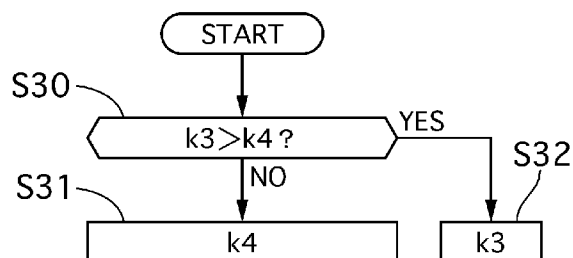 START
S30
k3>k4?
YES
NO
S31
S32
k4
k3